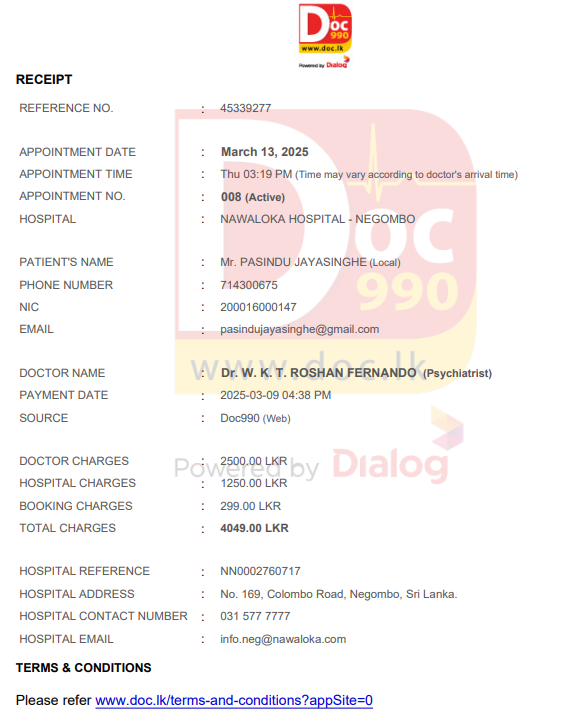 Doc
990
www.doc.lk
Powered by Dialog
RECEIPT
REFERENCE NO. : 45339277
APPOINTMENT DATE : March 13, 2025
APPOINTMENT TIME : Thu 03:19 PM (Time may vary according to doctor's arrival time)
APPOINTMENT NO. : 008 (Active)
HOSPITAL : NAWALOKA HOSPITAL - NEGOMBO
PATIENT'S NAME : Mr. PASINDU JAYASINGHE (Local)
PHONE NUMBER : 714300675
NIC : 200016000147
EMAIL : pasindujayasinghe@gmail.com
DOCTOR NAME : Dr. W. K. T. ROSHAN FERNANDO (Psychiatrist)
PAYMENT DATE : 2025-03-09 04:38 PM
SOURCE : Doc990 (Web)
DOCTOR CHARGES : 2500.00 LKR
HOSPITAL CHARGES : 1250.00 LKR
BOOKING CHARGES : 299.00 LKR
TOTAL CHARGES : 4049.00 LKR
HOSPITAL REFERENCE : NN0002760717
HOSPITAL ADDRESS : No. 169, Colombo Road, Negombo, Sri Lanka.
HOSPITAL CONTACT NUMBER : 031 577 7777
HOSPITAL EMAIL : info.neg@nawaloka.com
TERMS & CONDITIONS
Please refer www.doc.lk/terms-and-conditions?appSite=0
Doc
990
www.doc.lk
Powered by Dialog